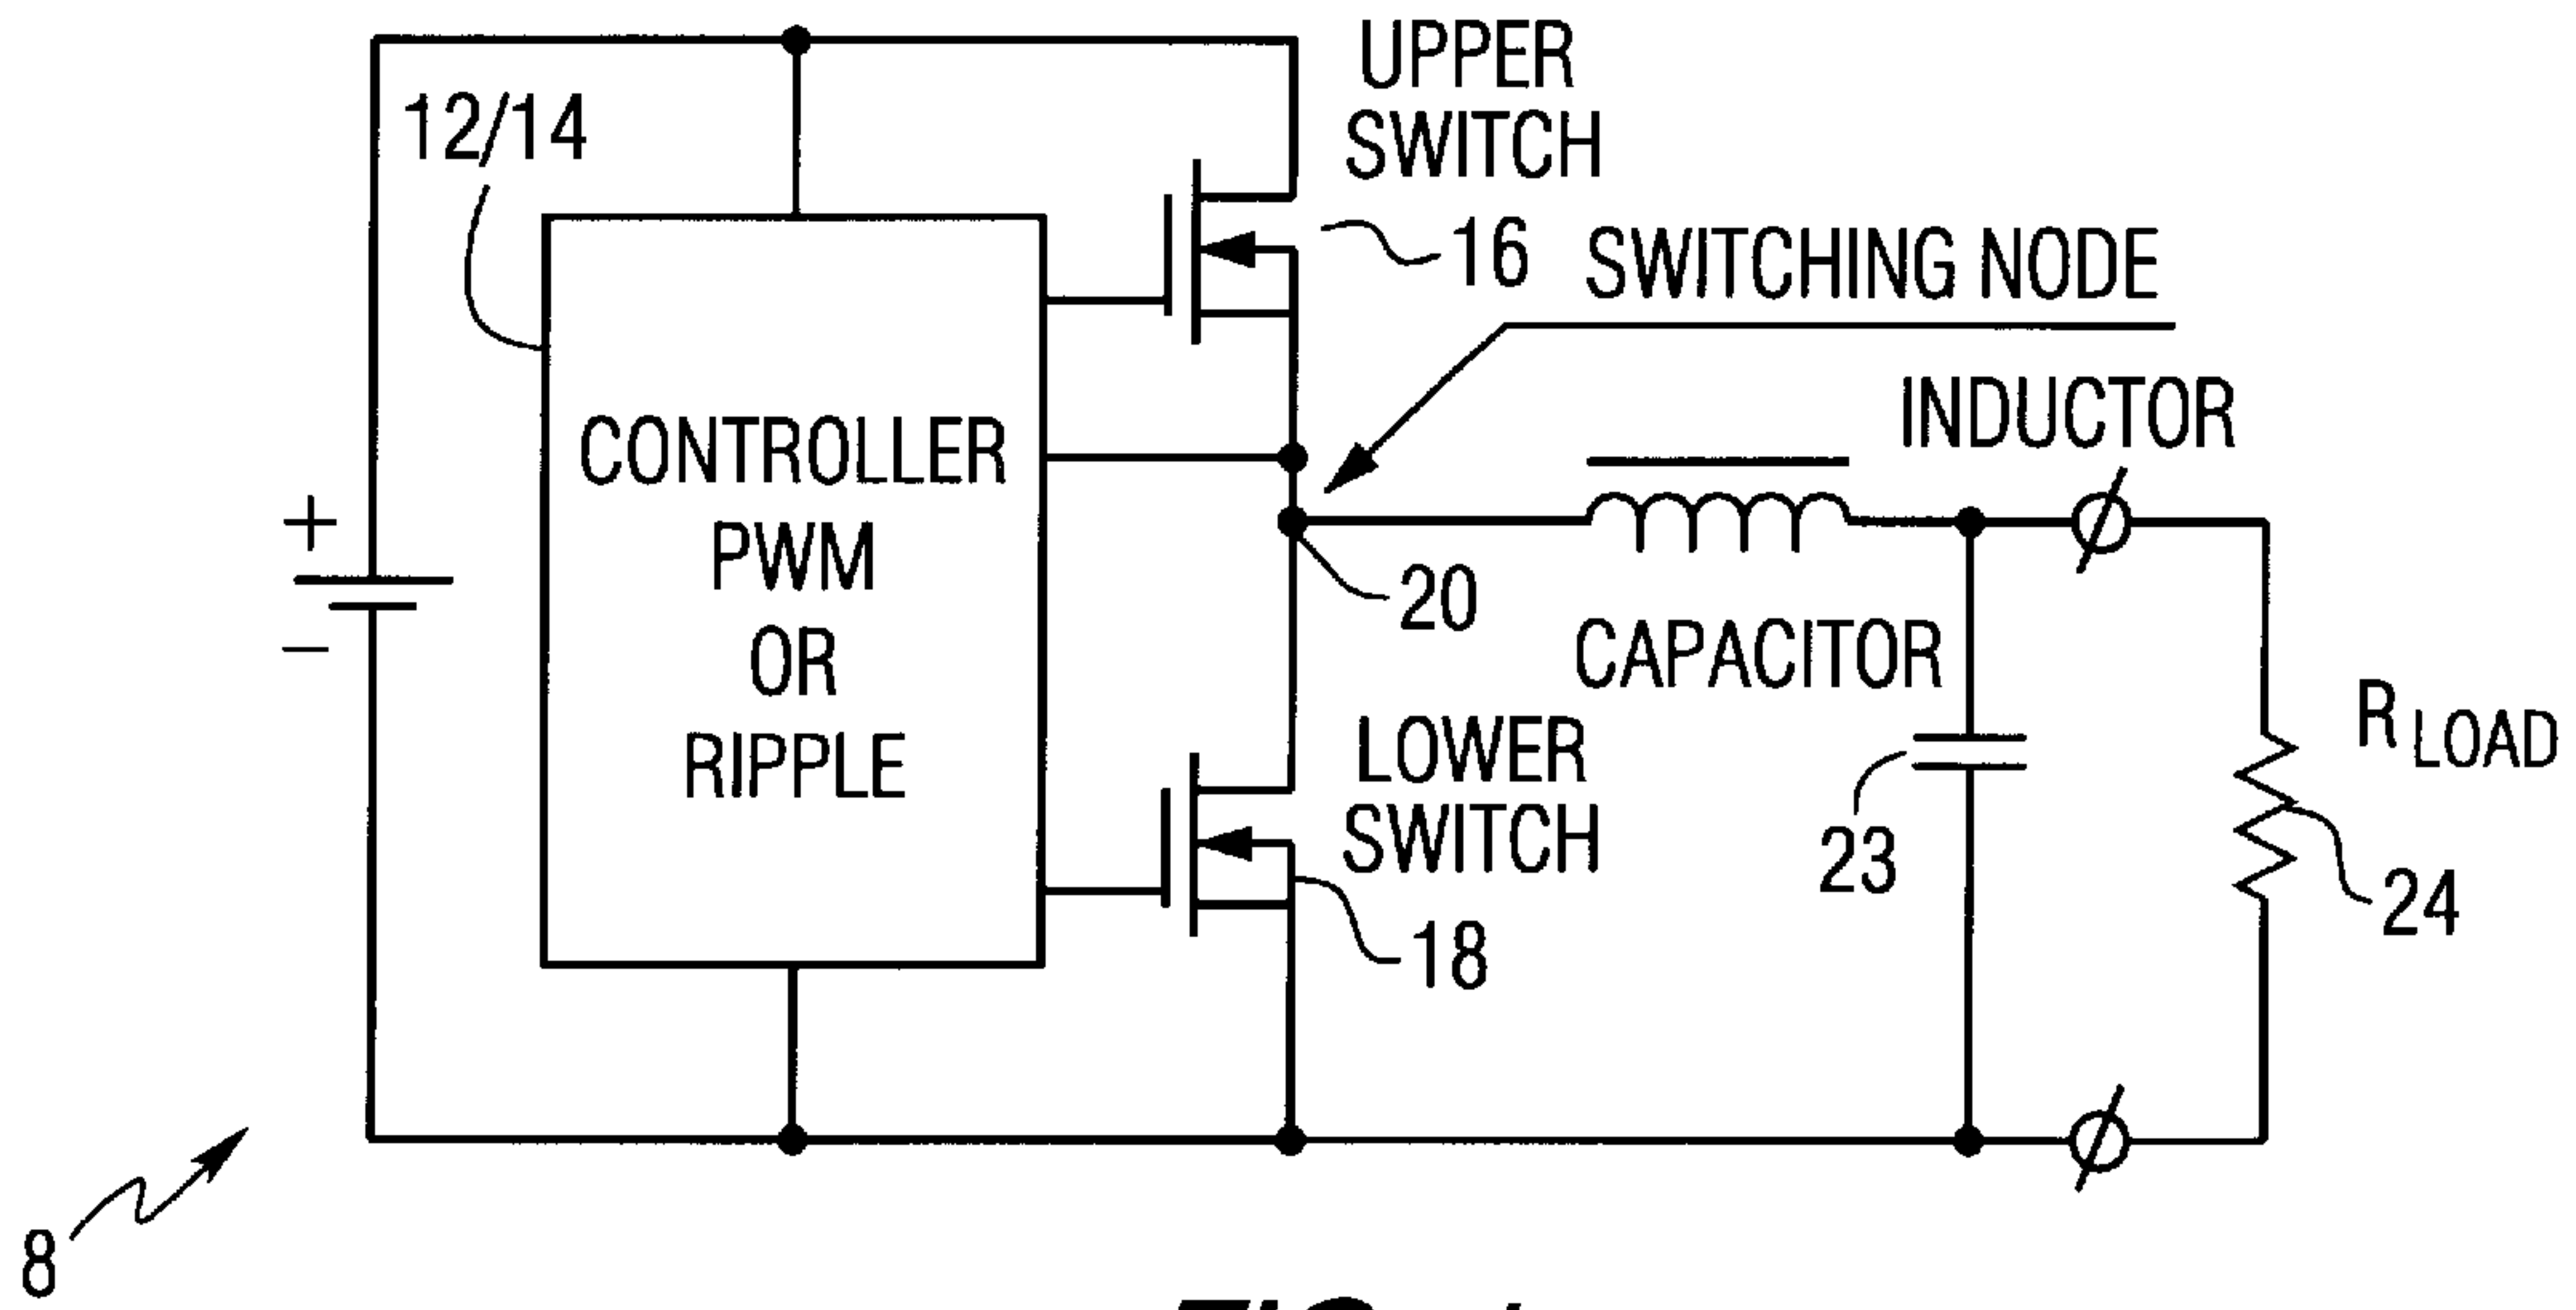 UPPER
SWITCH
12/14
16
SWITCHING NODE
INDUCTOR
CONTROLLER
PWM
OR
RIPPLE
+
−
20
CAPACITOR
LOWER
SWITCH
R LOAD
23
24
18
8